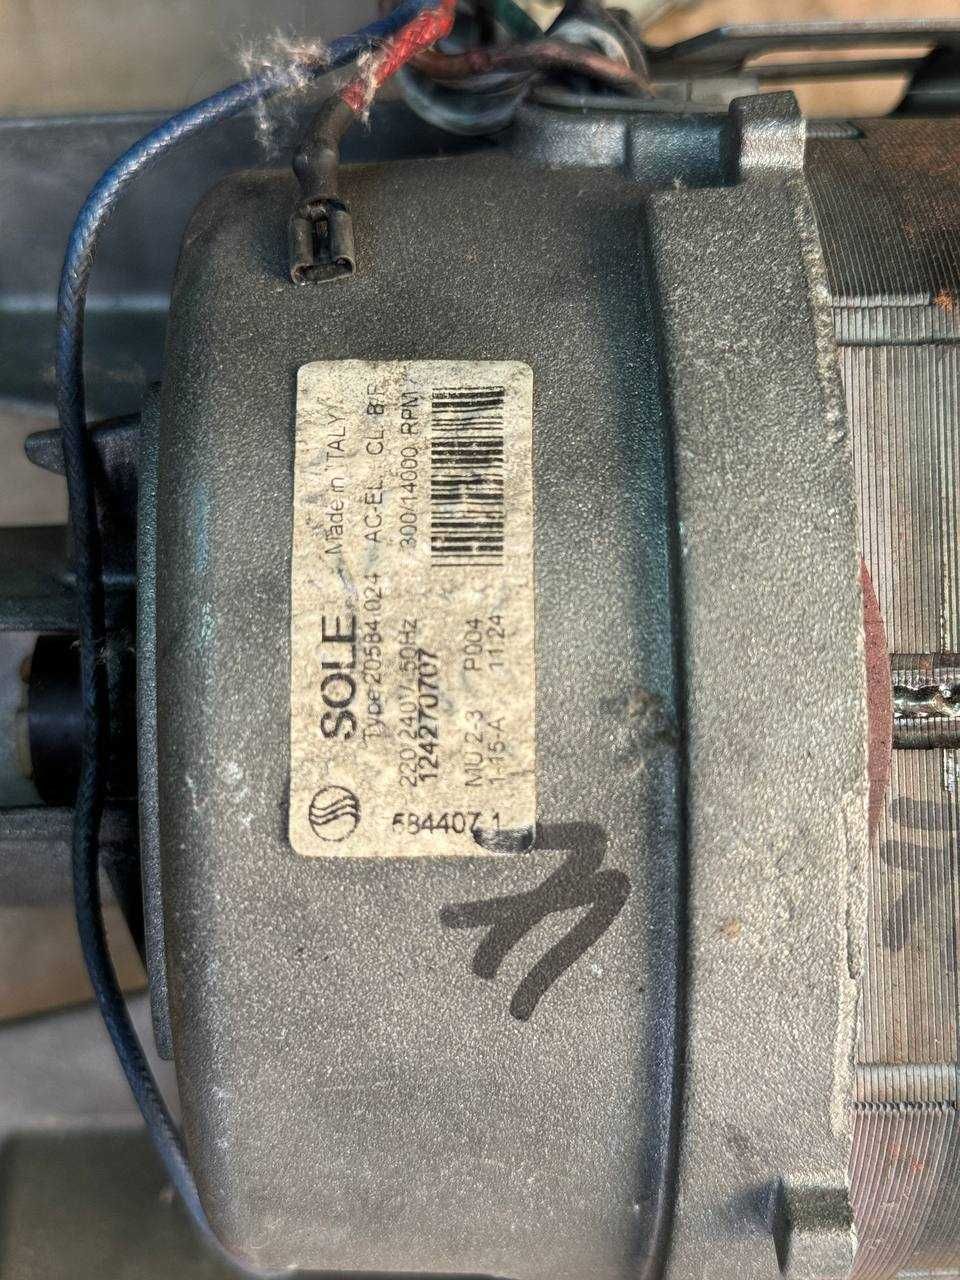 SOLE Made in ITALY
Type 20584.024 AC-EL. CL. B F
220 240V 50Hz 300/14000 RPM
124270707
MU 2-3 P004
1-15-A 1124
584407 1